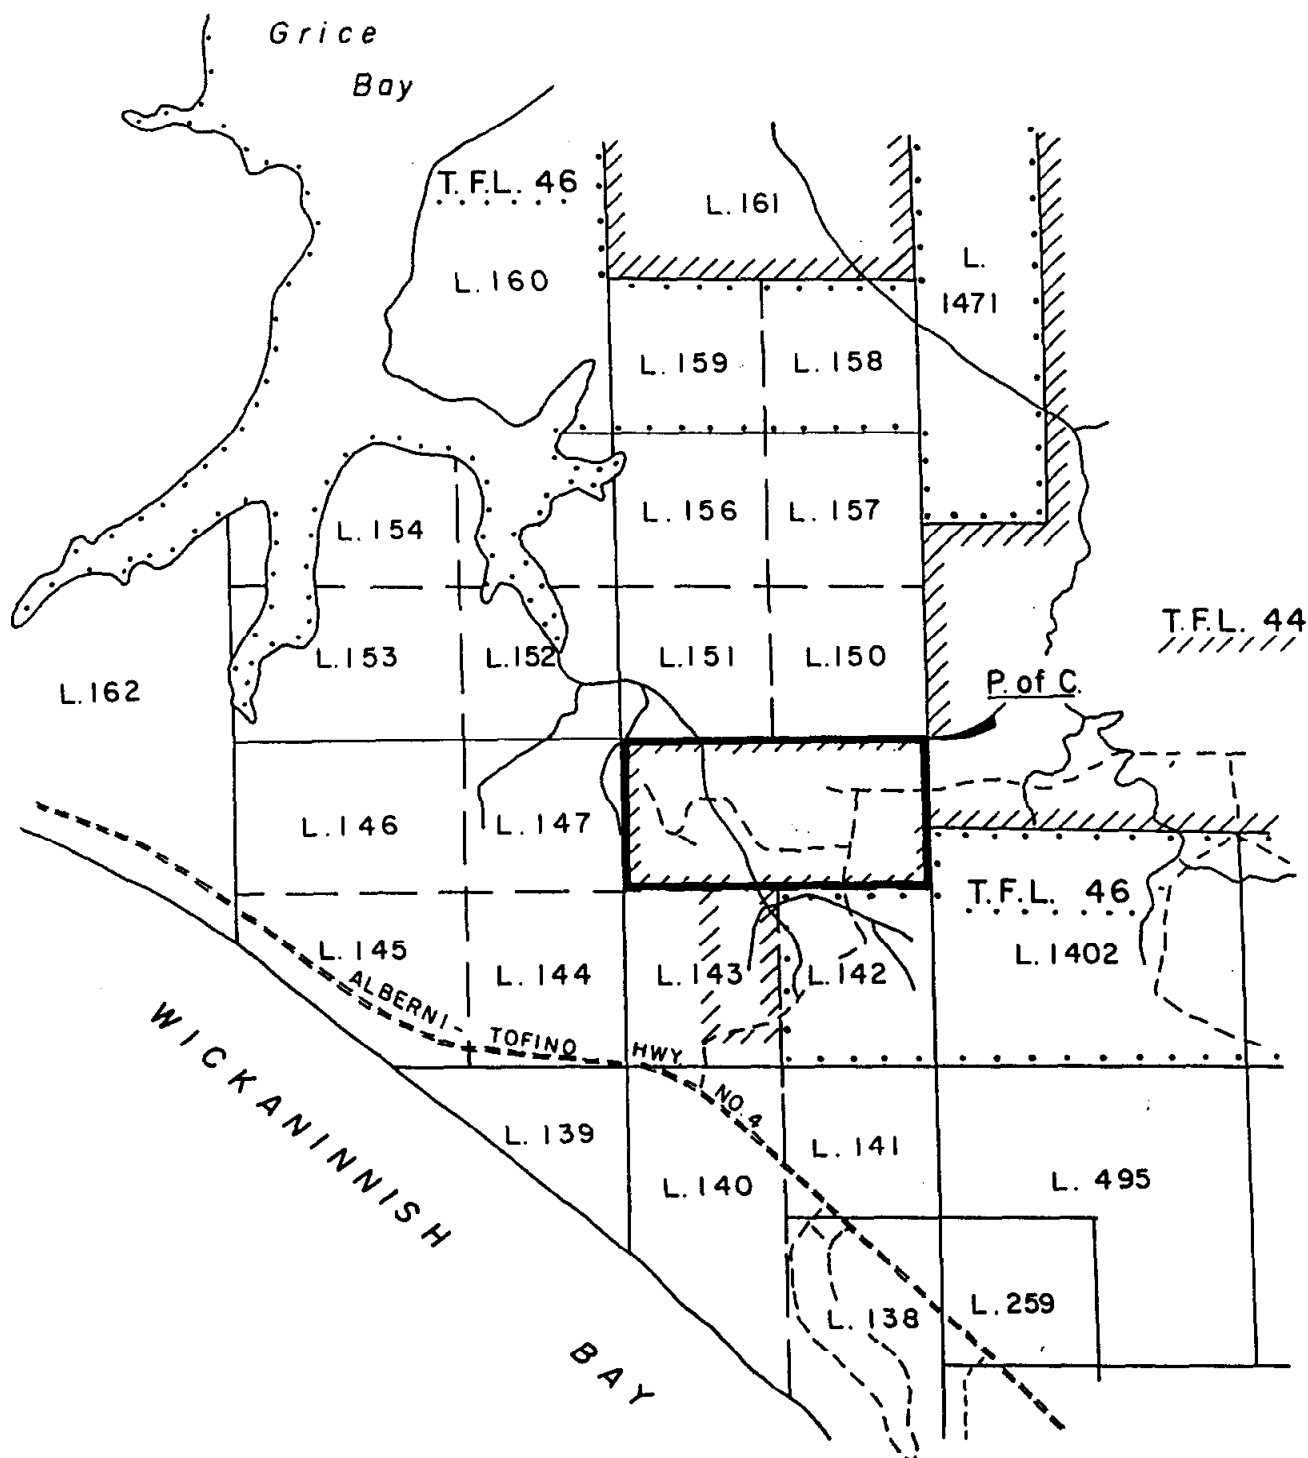 Grice
Bay
T.F.L. 46
L.161
L.160
L.
1471
L.159
L.158
L.156
L.157
L.154
T.F.L. 44
L.153
L.152
L.151
L.150
L.162
P. of C.
L.146
L.147
T.F.L. 46
L.145
L.144
L.143
L.142
L.1402
ALBERNI - TOFINO HWY. NO. 4
WICKANINNISH
BAY
L.139
L.141
L.140
L.495
L.138
L.259